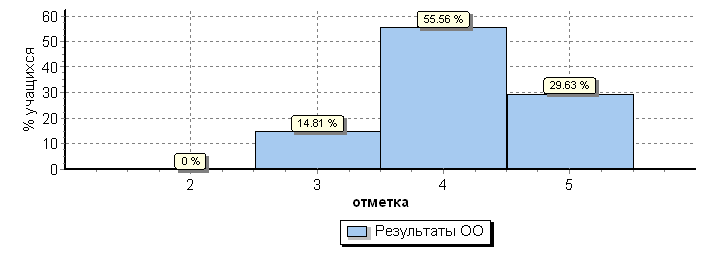 % учащихся
60
50
40
30
20
10
0
0 %
14.81 %
55.56 %
29.63 %
2 3 4 5
отметка
Результаты ОО